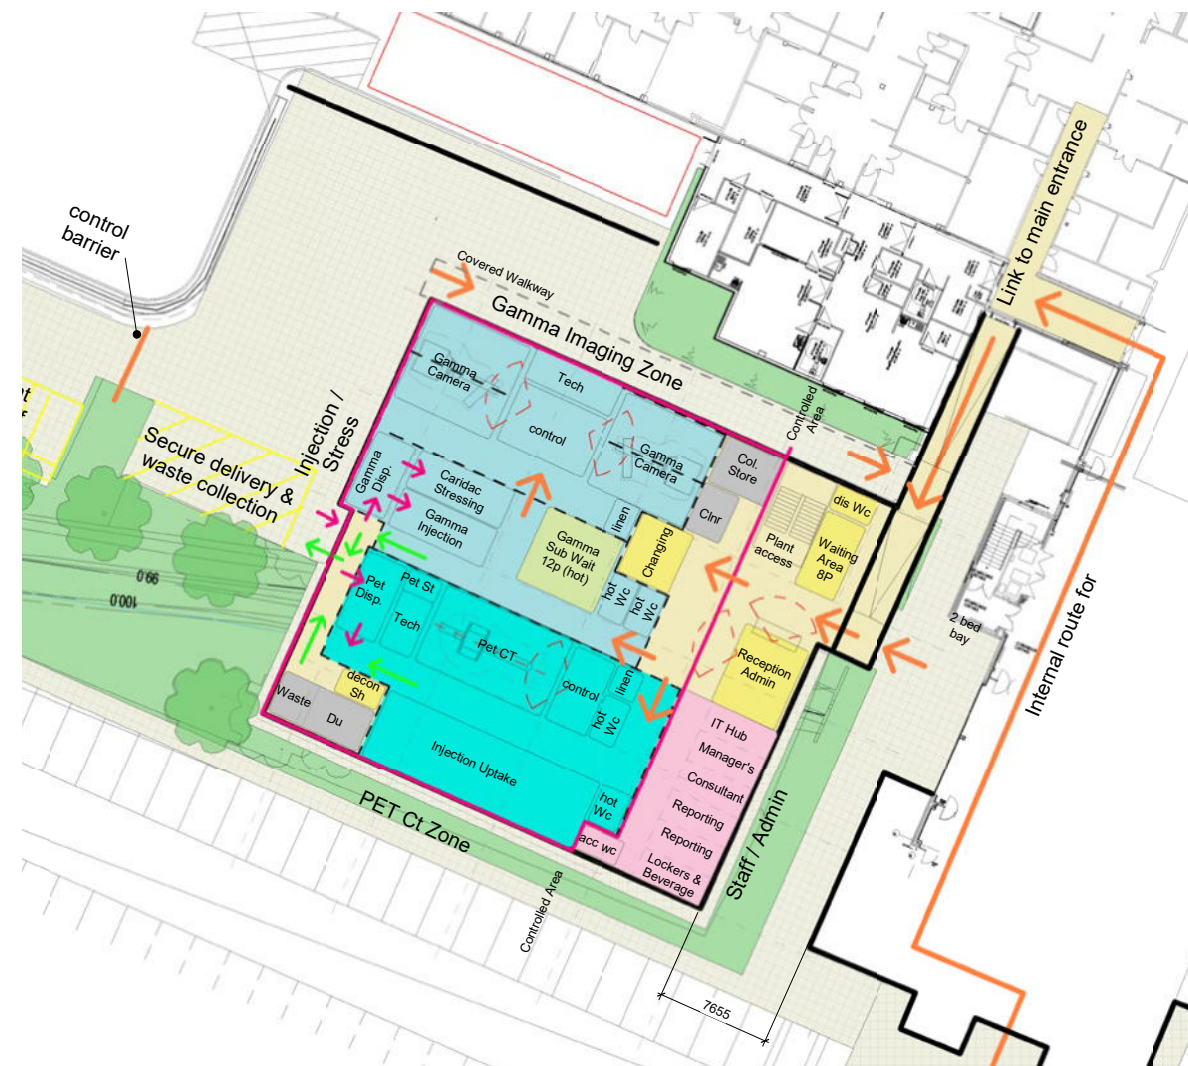 Link to main entrance
control
barrier
Covered Walkway
Gamma Imaging Zone
Controlled
Area
Injection /
Stress
Secure delivery &
waste collection
Gamma
Camera
Tech
control
Gamma
Camera
Col.
Store
Clnr
Gamma
Disp.
Caridac
Stressing
Gamma
Injection
linen
Gamma
Sub Wait
12p (hot)
Changing
hot
Wc
hot
Wc
Plant
access
dis Wc
Waiting
Area
8P
Pet
Disp.
Pet St
Tech
Pet CT
control
linen
hot
Wc
Reception
Admin
decon
Sh
Waste
Du
Injection Uptake
hot
Wc
acc wc
IT Hub
Manager's
Consultant
Reporting
Reporting
Lockers &
Beverage
PET Ct Zone
Staff / Admin
Controlled Area
2 bed
bay
Internal route for
7655
99.0
100.0